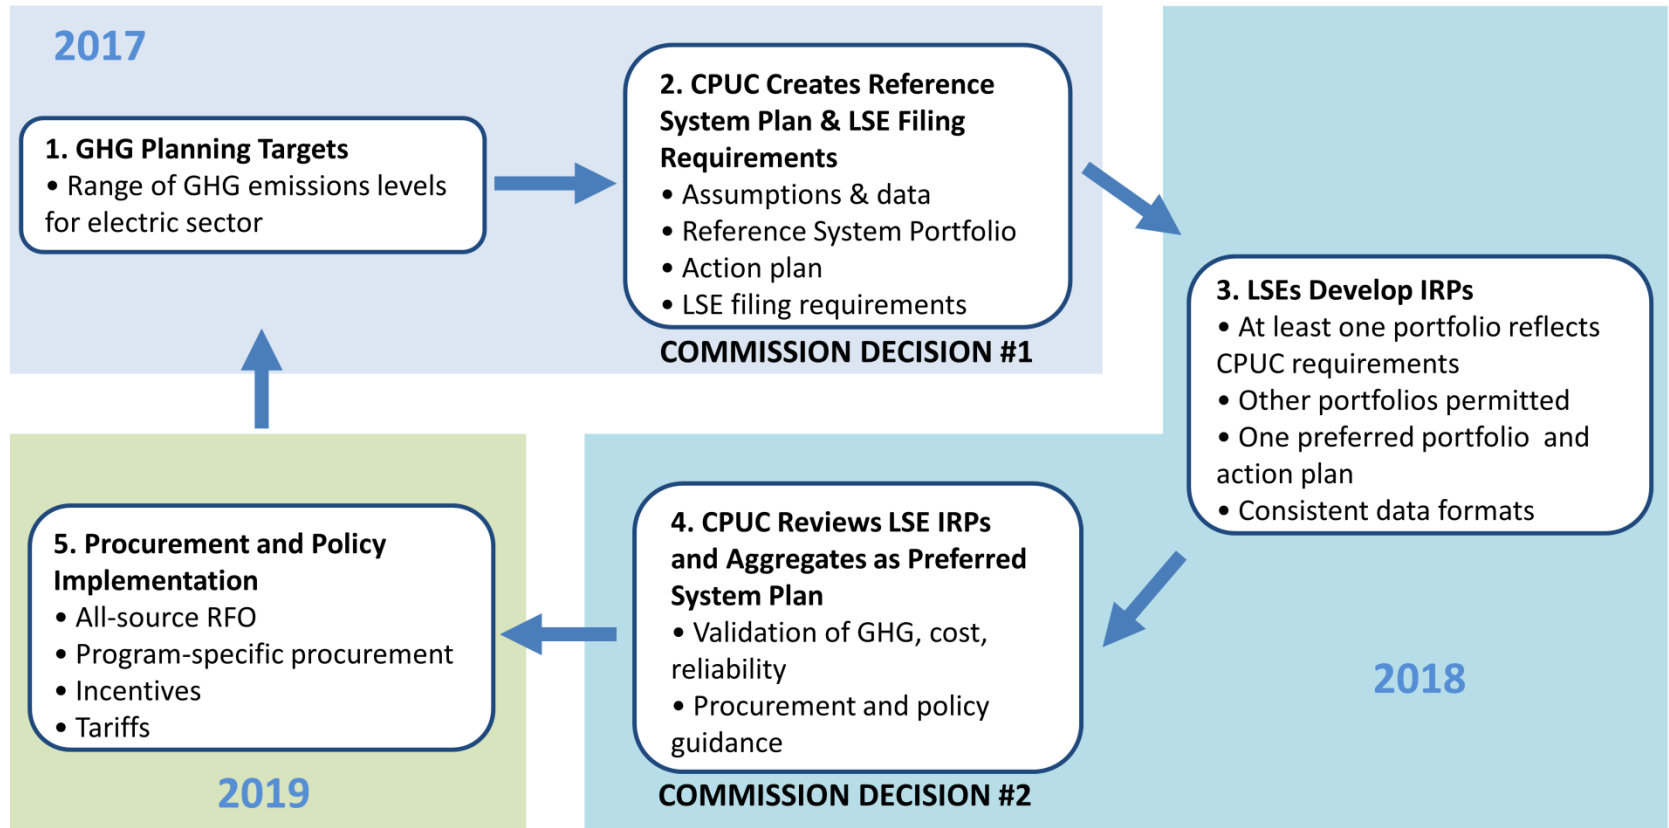 2017
1. GHG Planning Targets
• Range of GHG emissions levels
for electric sector
2. CPUC Creates Reference
System Plan & LSE Filing
Requirements
• Assumptions & data
• Reference System Portfolio
• Action plan
• LSE filing requirements
COMMISSION DECISION #1
3. LSEs Develop IRPs
• At least one portfolio reflects
CPUC requirements
• Other portfolios permitted
• One preferred portfolio and
action plan
• Consistent data formats
2018
4. CPUC Reviews LSE IRPs
and Aggregates as Preferred
System Plan
• Validation of GHG, cost,
reliability
• Procurement and policy
guidance
COMMISSION DECISION #2
5. Procurement and Policy
Implementation
• All-source RFO
• Program-specific procurement
• Incentives
• Tariffs
2019